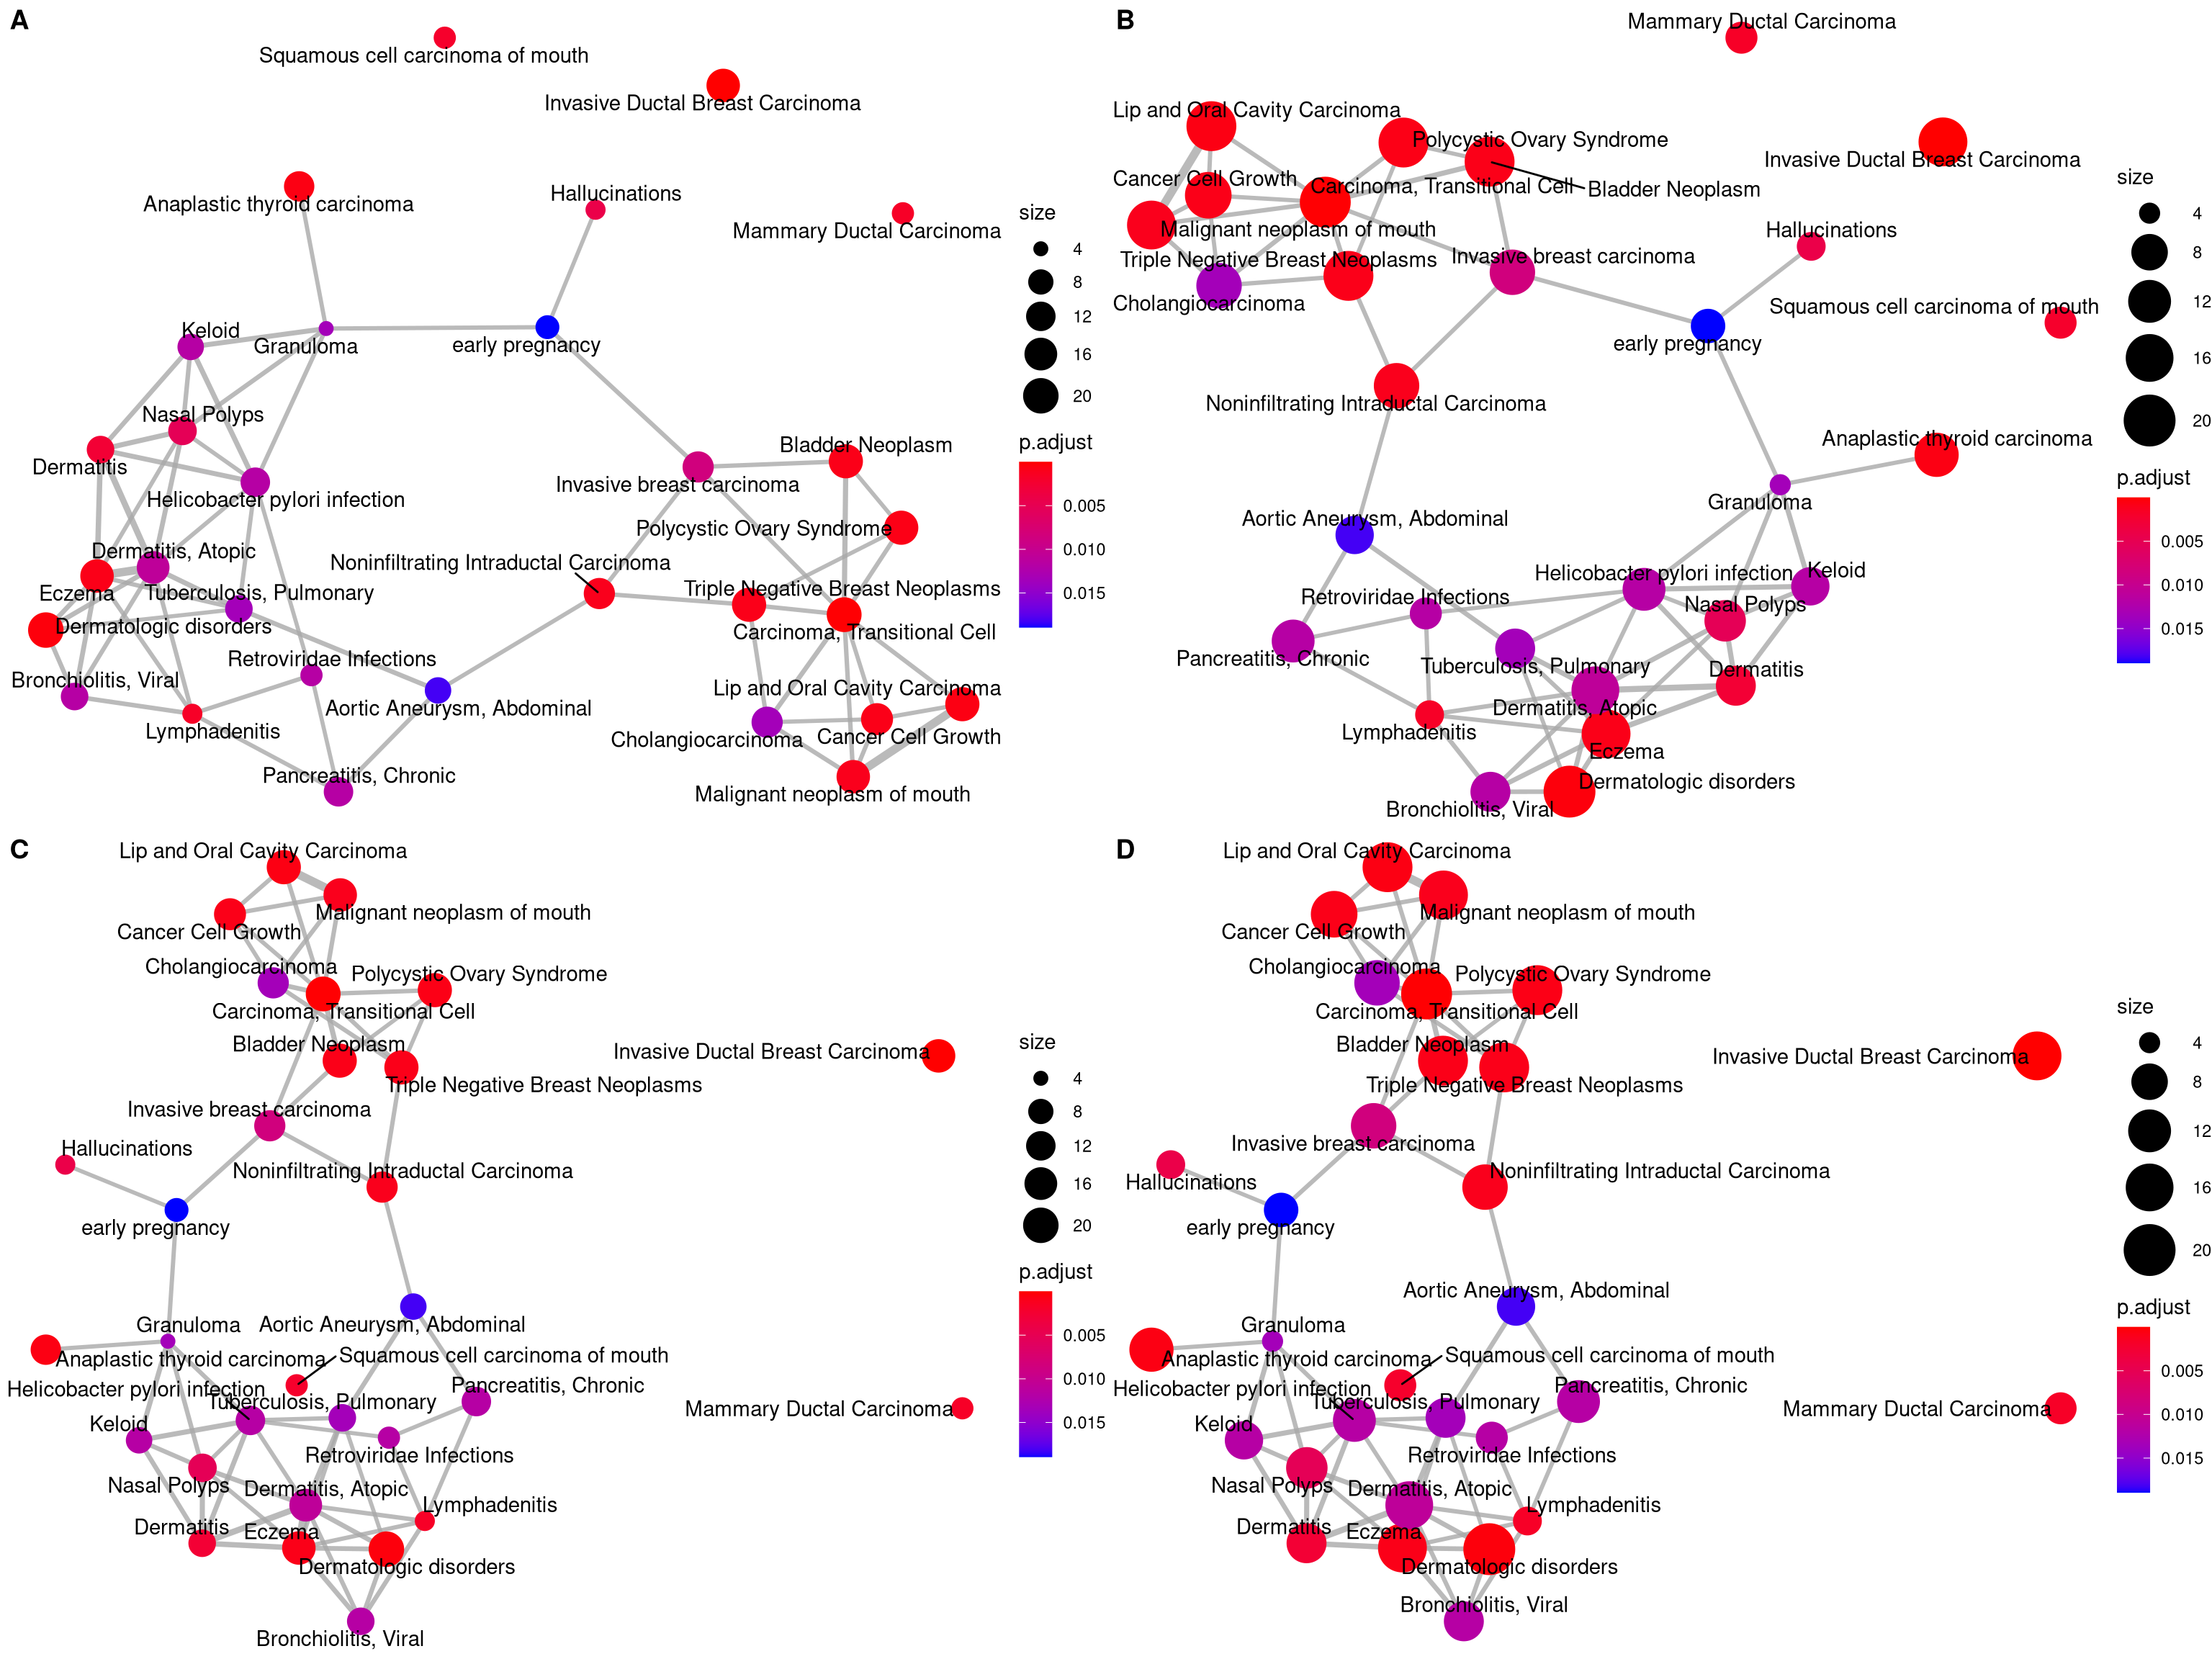 A
Squamous cell carcinoma of mouth
Invasive Ductal Breast Carcinoma
Anaplastic thyroid carcinoma
Hallucinations
Mammary Ductal Carcinoma
Keloid
Granuloma
early pregnancy
Nasal Polyps
Dermatitis
Bladder Neoplasm
Invasive breast carcinoma
Helicobacter pylori infection
Polycystic Ovary Syndrome
Dermatitis, Atopic
Noninfiltrating Intraductal Carcinoma
Eczema
Tuberculosis, Pulmonary
Triple Negative Breast Neoplasms
Dermatologic disorders
Carcinoma, Transitional Cell
Retroviridae Infections
Bronchiolitis, Viral
Lip and Oral Cavity Carcinoma
Aortic Aneurysm, Abdominal
Lymphadenitis
Cholangiocarcinoma
Cancer Cell Growth
Pancreatitis, Chronic
Malignant neoplasm of mouth
size
4
8
12
16
20
p.adjust
0.005
0.010
0.015
B
Mammary Ductal Carcinoma
Lip and Oral Cavity Carcinoma
Polycystic Ovary Syndrome
Invasive Ductal Breast Carcinoma
Cancer Cell Growth
Carcinoma, Transitional Cell
Bladder Neoplasm
Malignant neoplasm of mouth
Hallucinations
Triple Negative Breast Neoplasms
Invasive breast carcinoma
Cholangiocarcinoma
Squamous cell carcinoma of mouth
early pregnancy
Noninfiltrating Intraductal Carcinoma
Anaplastic thyroid carcinoma
Granuloma
Aortic Aneurysm, Abdominal
Helicobacter pylori infection
Keloid
Retroviridae Infections
Nasal Polyps
Pancreatitis, Chronic
Tuberculosis, Pulmonary
Dermatitis
Dermatitis, Atopic
Lymphadenitis
Eczema
Dermatologic disorders
Bronchiolitis, Viral
size
4
8
12
16
20
p.adjust
0.005
0.010
0.015
C
Lip and Oral Cavity Carcinoma
Malignant neoplasm of mouth
Cancer Cell Growth
Cholangiocarcinoma
Polycystic Ovary Syndrome
Carcinoma, Transitional Cell
Bladder Neoplasm
Invasive Ductal Breast Carcinoma
Triple Negative Breast Neoplasms
Invasive breast carcinoma
Hallucinations
Noninfiltrating Intraductal Carcinoma
early pregnancy
Granuloma
Aortic Aneurysm, Abdominal
Anaplastic thyroid carcinoma
Squamous cell carcinoma of mouth
Helicobacter pylori infection
Pancreatitis, Chronic
Tuberculosis, Pulmonary
Mammary Ductal Carcinoma
Keloid
Retroviridae Infections
Nasal Polyps
Dermatitis, Atopic
Lymphadenitis
Dermatitis
Eczema
Dermatologic disorders
Bronchiolitis, Viral
size
4
8
12
16
20
p.adjust
0.005
0.010
0.015
D
Lip and Oral Cavity Carcinoma
Malignant neoplasm of mouth
Cancer Cell Growth
Cholangiocarcinoma
Polycystic Ovary Syndrome
Carcinoma, Transitional Cell
Bladder Neoplasm
Invasive Ductal Breast Carcinoma
Triple Negative Breast Neoplasms
Invasive breast carcinoma
Noninfiltrating Intraductal Carcinoma
Hallucinations
early pregnancy
Aortic Aneurysm, Abdominal
Granuloma
Anaplastic thyroid carcinoma
Squamous cell carcinoma of mouth
Helicobacter pylori infection
Pancreatitis, Chronic
Tuberculosis, Pulmonary
Mammary Ductal Carcinoma
Keloid
Retroviridae Infections
Nasal Polyps
Dermatitis, Atopic
Lymphadenitis
Dermatitis
Eczema
Dermatologic disorders
Bronchiolitis, Viral
size
4
8
12
16
20
p.adjust
0.005
0.010
0.015